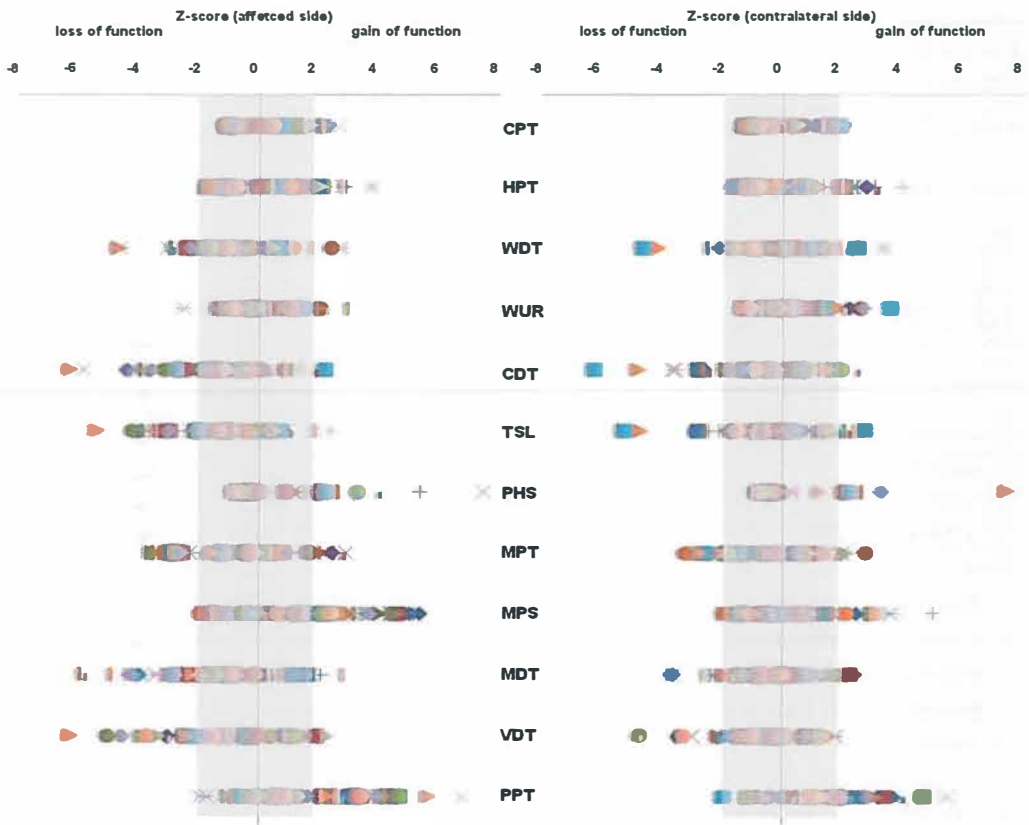 Z-score (affetced side)
loss of function gain of function
-8 -6 -4 -2 0 2 4 6 8
Z-score (contralateral side)
loss of function gain of function
-8 -6 -4 -2 0 2 4 6 8
CPT
HPT
WDT
WUR
CDT
TSL
PHS
MPT
MPS
MDT
VDT
PPT